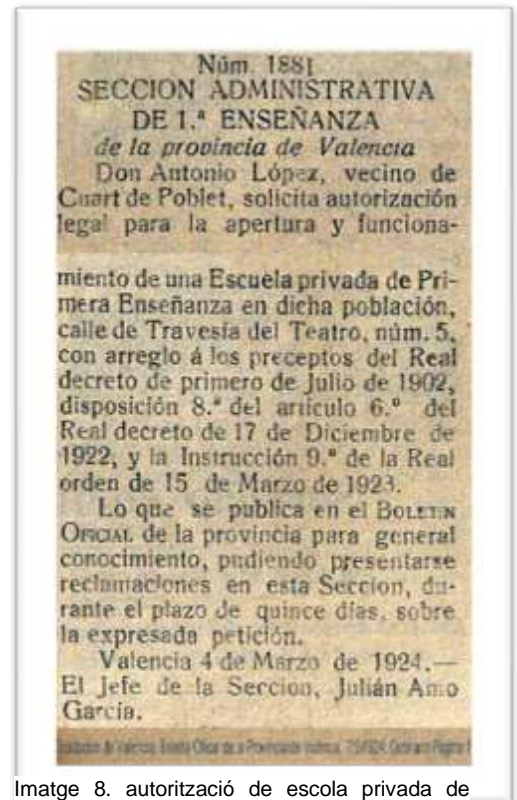 Núm. 1881
SECCION ADMINISTRATIVA
DE 1.ª ENSEÑANZA
de la provincia de Valencia
Don Antonio López, vecino de
Cuart de Poblet, solicita autorización
legal para la apertura y funciona-
miento de una Escuela privada de Pri-
mera Enseñanza en dicha población,
calle de Travesía del Teatro, núm. 5,
con arreglo á los preceptos del Real
decreto de primero de Julio de 1902,
disposición 8.ª del artículo 6.º del
Real decreto de 17 de Diciembre de
1922, y la Instrucción 9.ª de la Real
orden de 15 de Marzo de 1923.
Lo que se publica en el BOLETIN
OFICIAL de la provincia para general
conocimiento, pudiendo presentarse
reclamaciones en esta Seccion, du-
rante el plazo de quince días, sobre
la expresada petición.
Valencia 4 de Marzo de 1924.—
El Jefe de la Seccion, Julián Amo
García.
Imatge 8. autorització de escola privada de